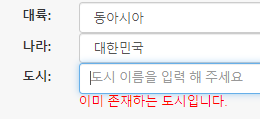 대륙: 동아시아
나라: 대한민국
도시: 도시 이름을 입력 해 주세요
이미 존재하는 도시입니다.